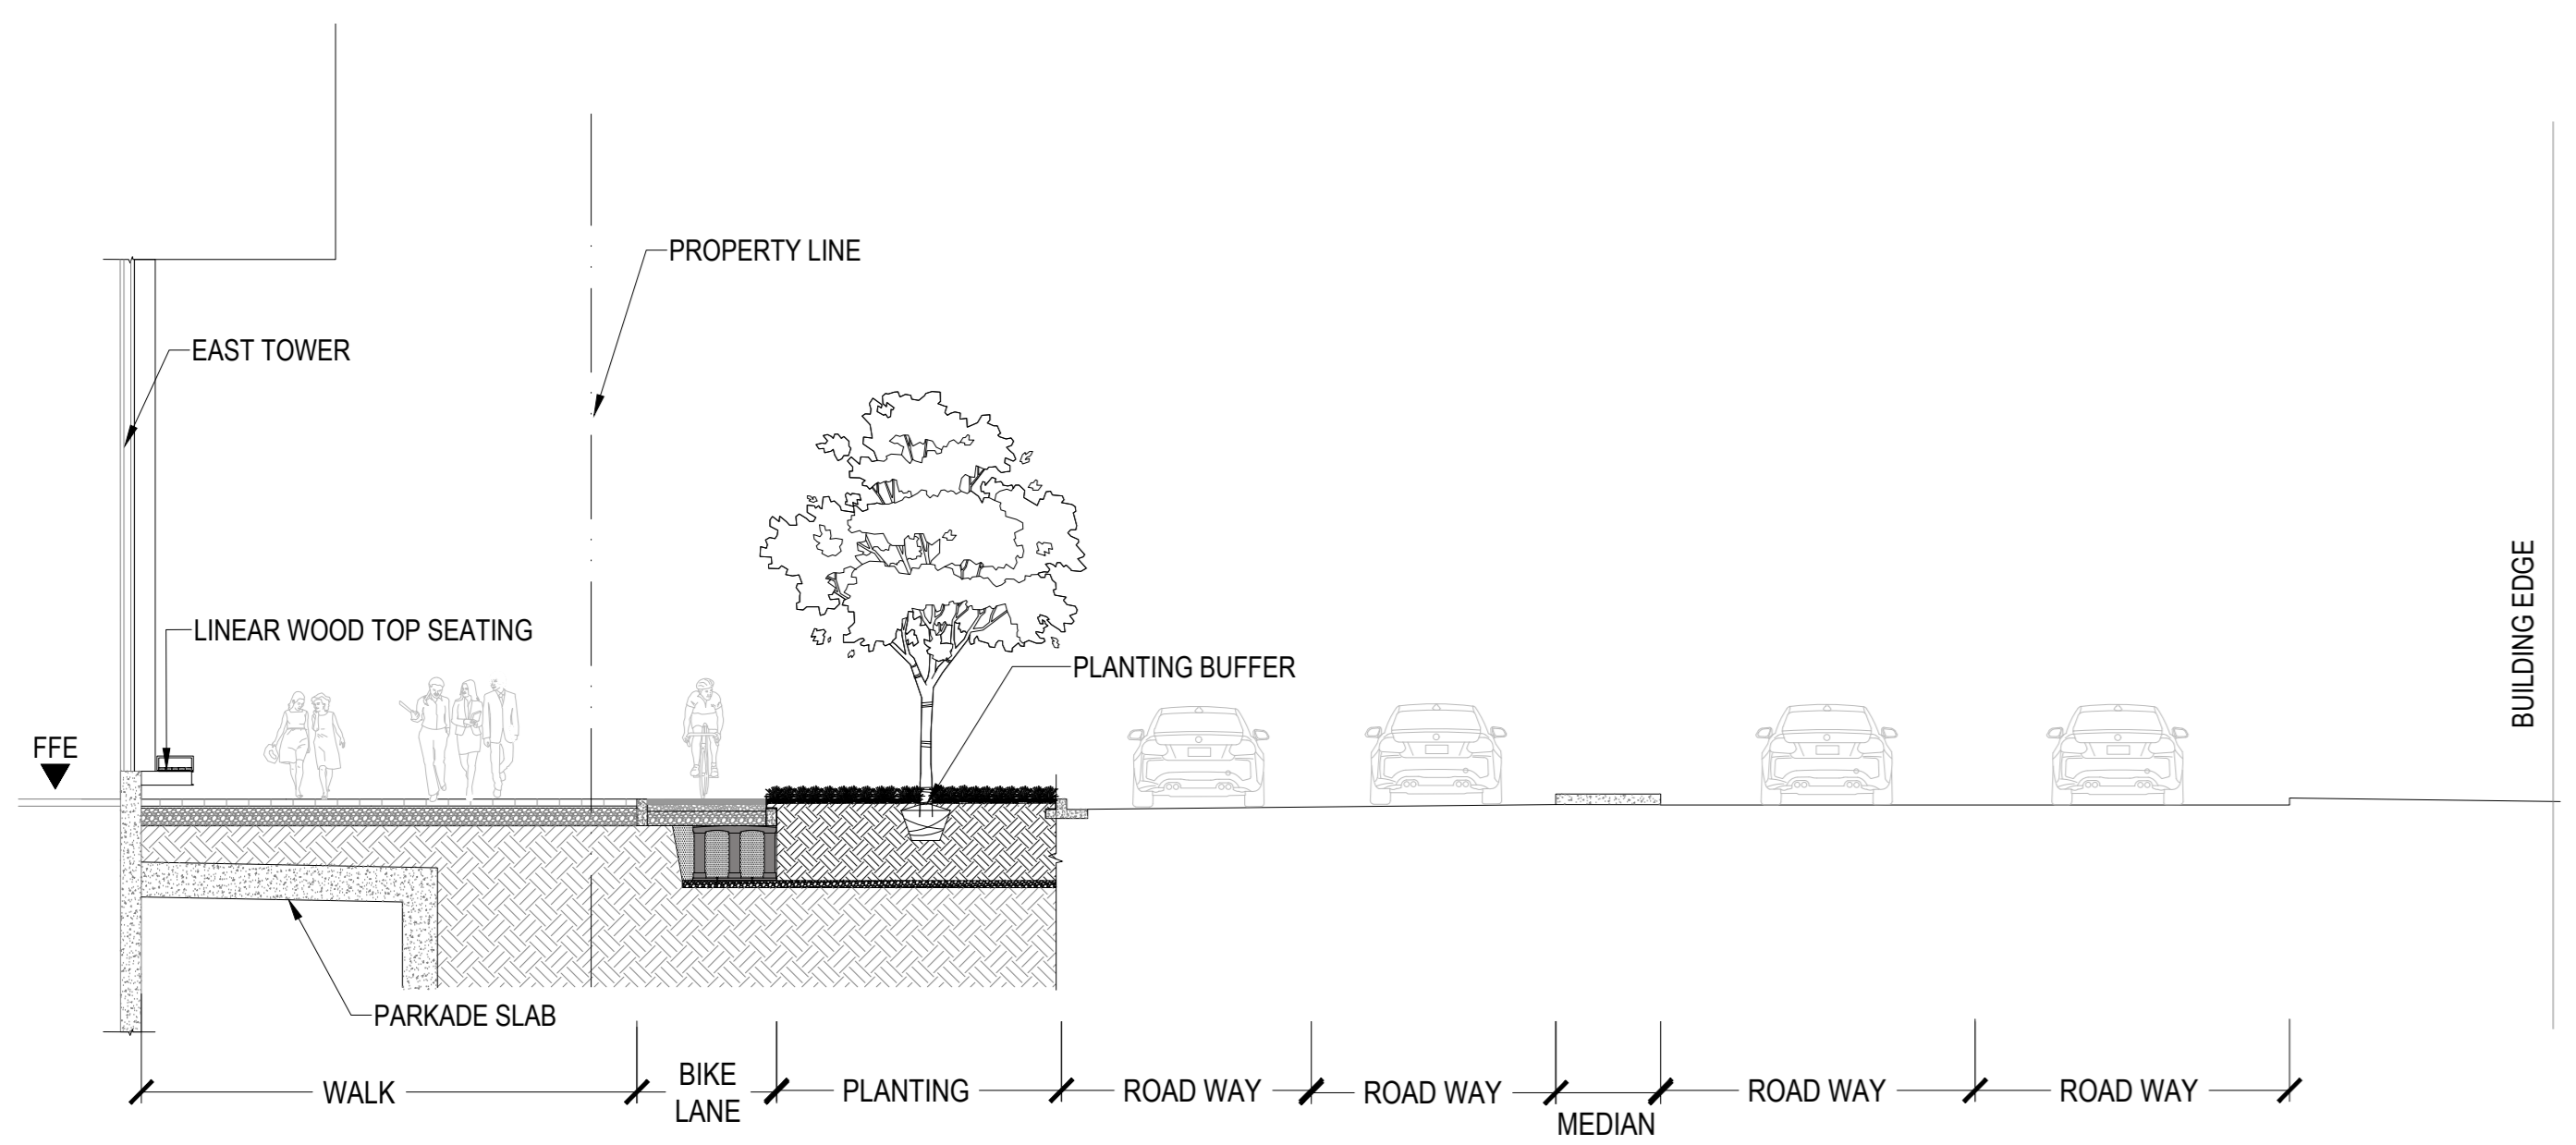 PROPERTY LINE
EAST TOWER
LINEAR WOOD TOP SEATING
PLANTING BUFFER
BUILDING EDGE
FFE
PARKADE SLAB
WALK
BIKE
LANE
PLANTING
ROAD WAY
ROAD WAY
MEDIAN
ROAD WAY
ROAD WAY